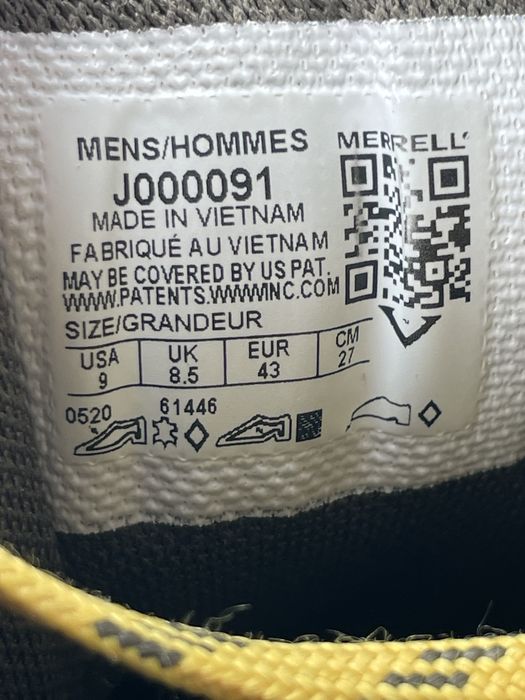 MENS/HOMMES
MERRELL
J000091
MADE IN VIETNAM
FABRIQUÉ AU VIETNAM
MAY BE COVERED BY US PAT.
WWW.PATENTS.WWWINC.COM
SIZE/GRANDEUR
USA UK EUR CM
9 8.5 43 27
0520 61446